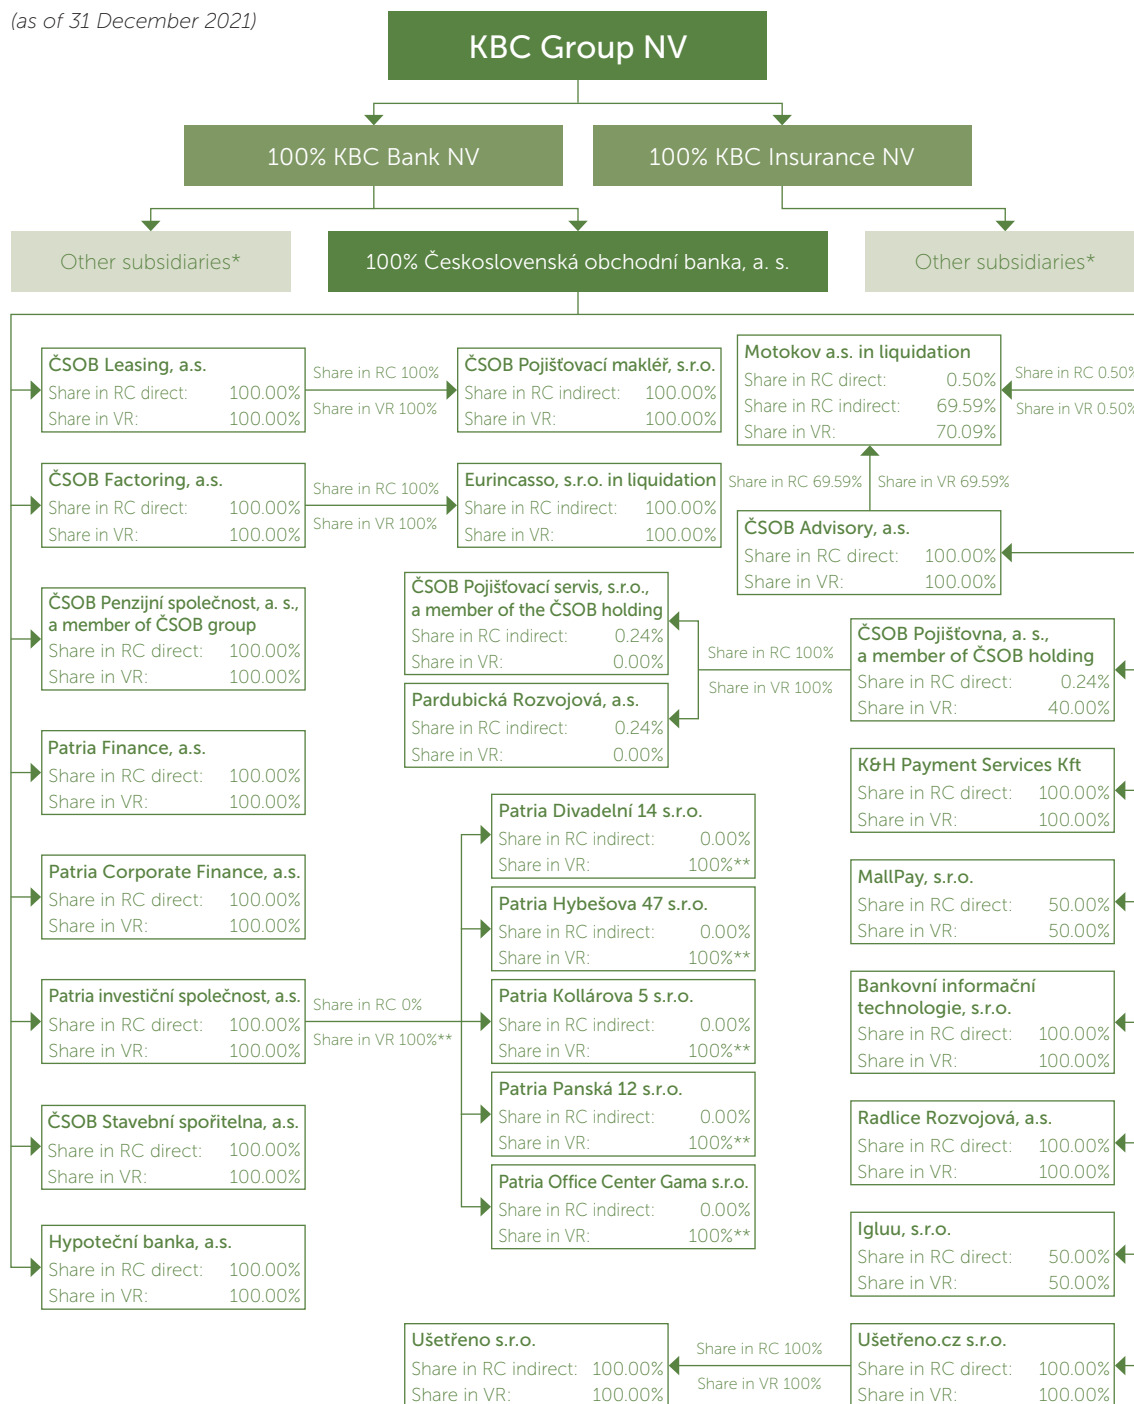 (as of 31 December 2021)
KBC Group NV
100% KBC Bank NV
100% KBC Insurance NV
Other subsidiaries*
100% Československá obchodní banka, a. s.
Other subsidiaries*
ČSOB Leasing, a.s.
Share in RC direct: 100.00%
Share in VR: 100.00%
Share in RC 100%
Share in VR 100%
ČSOB Pojišťovací makléř, s.r.o.
Share in RC indirect: 100.00%
Share in VR: 100.00%
Motokov a.s. in liquidation
Share in RC direct: 0.50%
Share in RC indirect: 69.59%
Share in VR: 70.09%
Share in RC 0.50%
Share in VR 0.50%
ČSOB Factoring, a.s.
Share in RC direct: 100.00%
Share in VR: 100.00%
Share in RC 100%
Share in VR 100%
Eurincasso, s.r.o. in liquidation
Share in RC indirect: 100.00%
Share in VR: 100.00%
Share in RC 69.59%
Share in VR 69.59%
ČSOB Advisory, a.s.
Share in RC direct: 100.00%
Share in VR: 100.00%
ČSOB Penzijní společnost, a. s.,
a member of ČSOB group
Share in RC direct: 100.00%
Share in VR: 100.00%
ČSOB Pojišťovací servis, s.r.o.,
a member of the ČSOB holding
Share in RC indirect: 0.24%
Share in VR: 0.00%
Share in RC 100%
Share in VR 100%
ČSOB Pojišťovna, a. s.,
a member of ČSOB holding
Share in RC direct: 0.24%
Share in VR: 40.00%
Pardubická Rozvojová, a.s.
Share in RC indirect: 0.24%
Share in VR: 0.00%
Patria Finance, a.s.
Share in RC direct: 100.00%
Share in VR: 100.00%
K&H Payment Services Kft
Share in RC direct: 100.00%
Share in VR: 100.00%
Patria Divadelní 14 s.r.o.
Share in RC indirect: 0.00%
Share in VR: 100%**
Patria Corporate Finance, a.s.
Share in RC direct: 100.00%
Share in VR: 100.00%
Patria Hybešova 47 s.r.o.
Share in RC indirect: 0.00%
Share in VR: 100%**
MallPay, s.r.o.
Share in RC direct: 50.00%
Share in VR: 50.00%
Patria investiční společnost, a.s.
Share in RC direct: 100.00%
Share in VR: 100.00%
Share in RC 0%
Share in VR 100%**
Patria Kollárova 5 s.r.o.
Share in RC indirect: 0.00%
Share in VR: 100%**
Bankovní informační
technologie, s.r.o.
Share in RC direct: 100.00%
Share in VR: 100.00%
Patria Panská 12 s.r.o.
Share in RC indirect: 0.00%
Share in VR: 100%**
ČSOB Stavební spořitelna, a.s.
Share in RC direct: 100.00%
Share in VR: 100.00%
Radlice Rozvojová, a.s.
Share in RC direct: 100.00%
Share in VR: 100.00%
Patria Office Center Gama s.r.o.
Share in RC indirect: 0.00%
Share in VR: 100%**
Hypoteční banka, a.s.
Share in RC direct: 100.00%
Share in VR: 100.00%
Igluu, s.r.o.
Share in RC direct: 50.00%
Share in VR: 50.00%
Ušetřeno s.r.o.
Share in RC indirect: 100.00%
Share in VR: 100.00%
Share in RC 100%
Share in VR 100%
Ušetřeno.cz s.r.o.
Share in RC direct: 100.00%
Share in VR: 100.00%